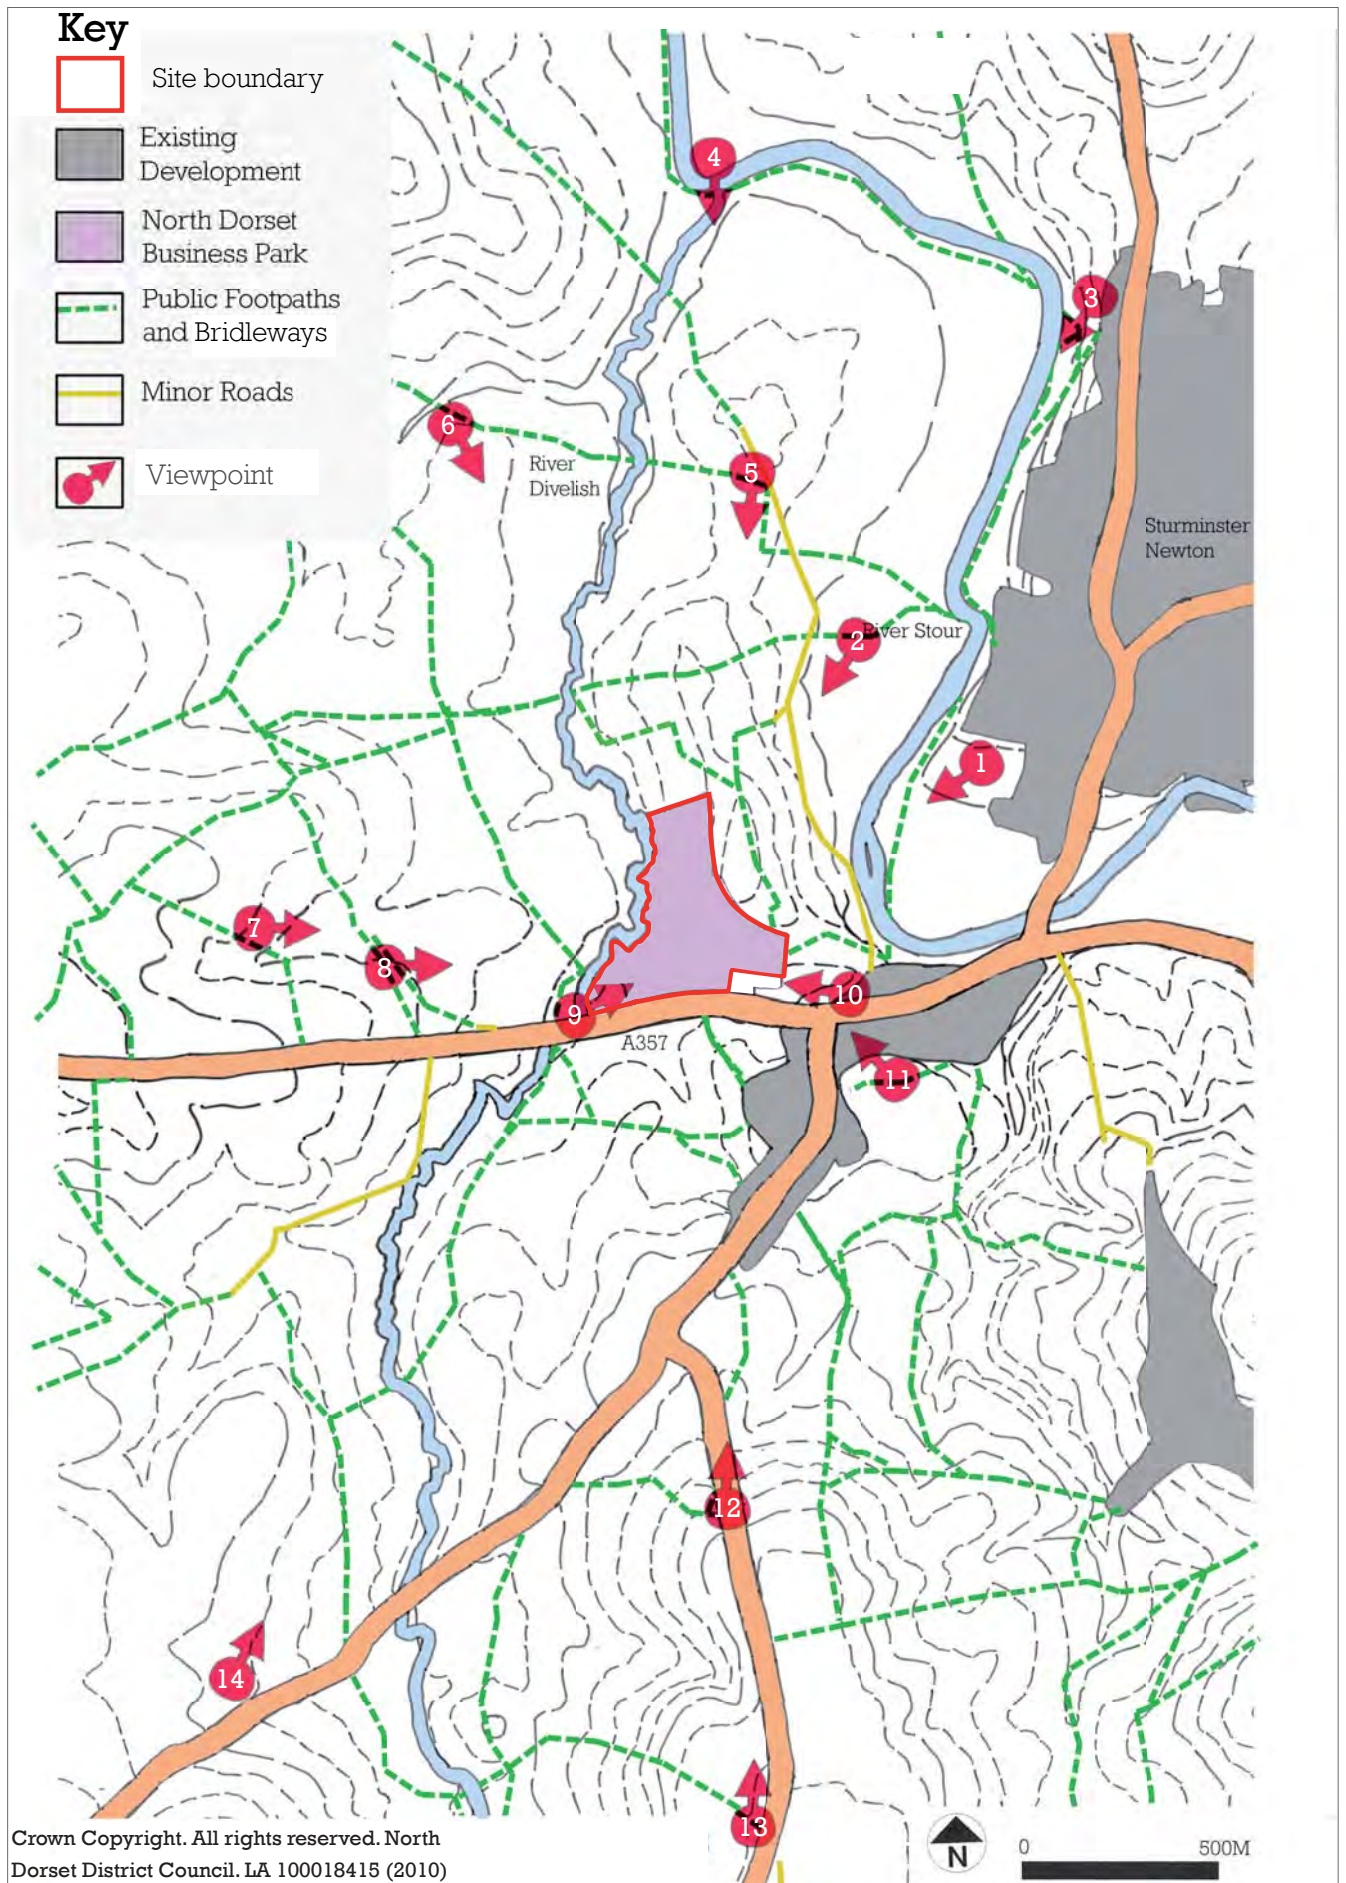 Key
Site boundary
Existing
Development
North Dorset
Business Park
Public Footpaths
and Bridleways
Minor Roads
Viewpoint
4
3
6
5
River
Divelish
Sturminster
Newton
2
River Stour
1
7
8
9
10
A357
11
12
14
13
Crown Copyright. All rights reserved. North
Dorset District Council. LA 100018415 (2010)
N
0
500M